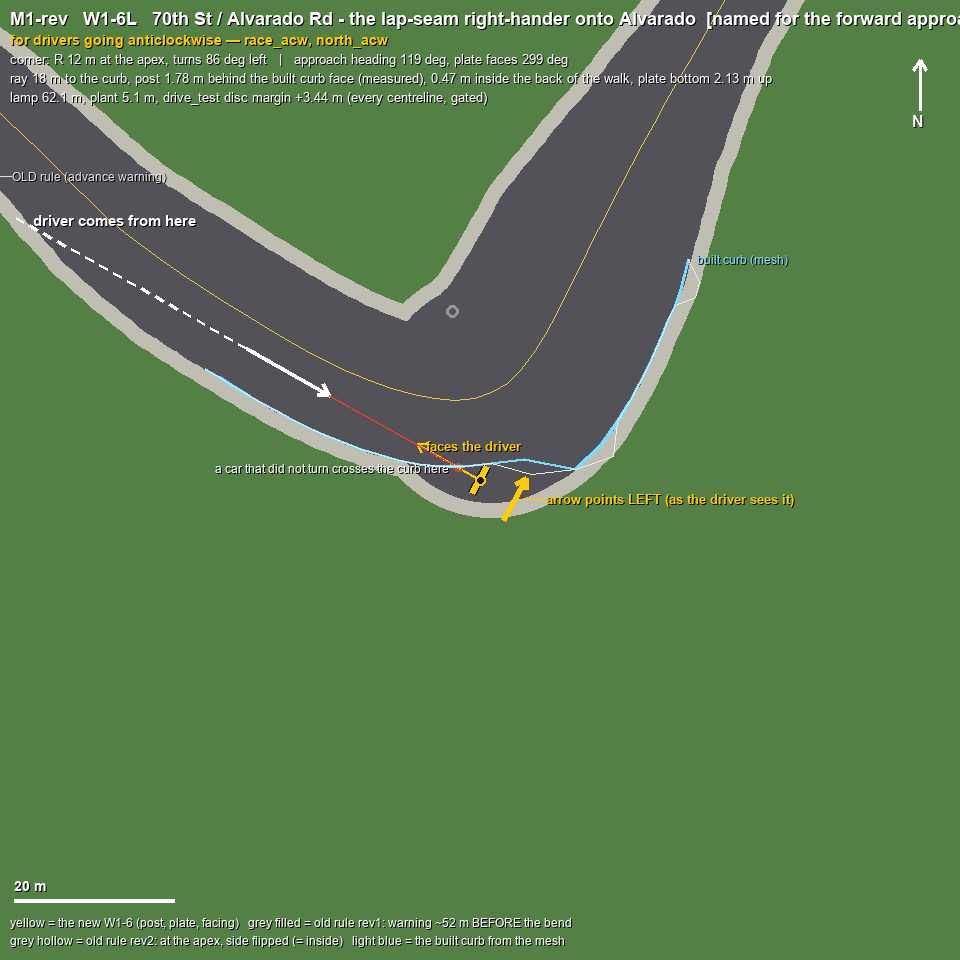 M1-rev   W1-6L   70th St / Alvarado Rd - the lap-seam right-hander onto Alvarado  [named for the forward approa
for drivers going anticlockwise — race_acw, north_acw
corner: R 12 m at the apex, turns 86 deg left   |   approach heading 119 deg, plate faces 299 deg
ray 18 m to the curb, post 1.78 m behind the built curb face (measured), 0.47 m inside the back of the walk, plate bottom 2.13 m up
lamp 62.1 m, plant 5.1 m, drive_test disc margin +3.44 m (every centreline, gated)
N
OLD rule (advance warning)
driver comes from here
built curb (mesh)
faces the driver
a car that did not turn crosses the curb here
arrow points LEFT (as the driver sees it)
20 m
yellow = the new W1-6 (post, plate, facing)   grey filled = old rule rev1: warning ~52 m BEFORE the bend
grey hollow = old rule rev2: at the apex, side flipped (= inside)   light blue = the built curb from the mesh